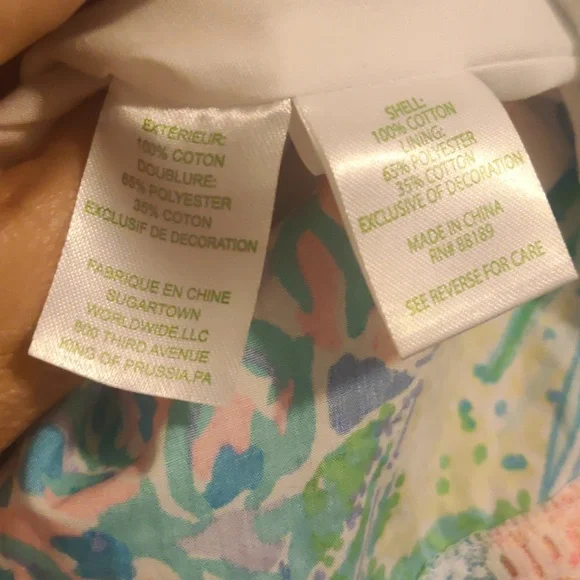 EXTÉRIEUR:
100% COTON
DOUBLURE:
65% POLYESTER
35% COTON
EXCLUSIF DE DECORATION
FABRIQUE EN CHINE
SUGARTOWN
WORLDWIDE,LLC
800 THIRD AVENUE
KING OF PRUSSIA,PA
SHELL:
100% COTTON
LINING:
65% POLYESTER
35% COTTON
EXCLUSIVE OF DECORATION
MADE IN CHINA
RN# 88189
SEE REVERSE FOR CARE